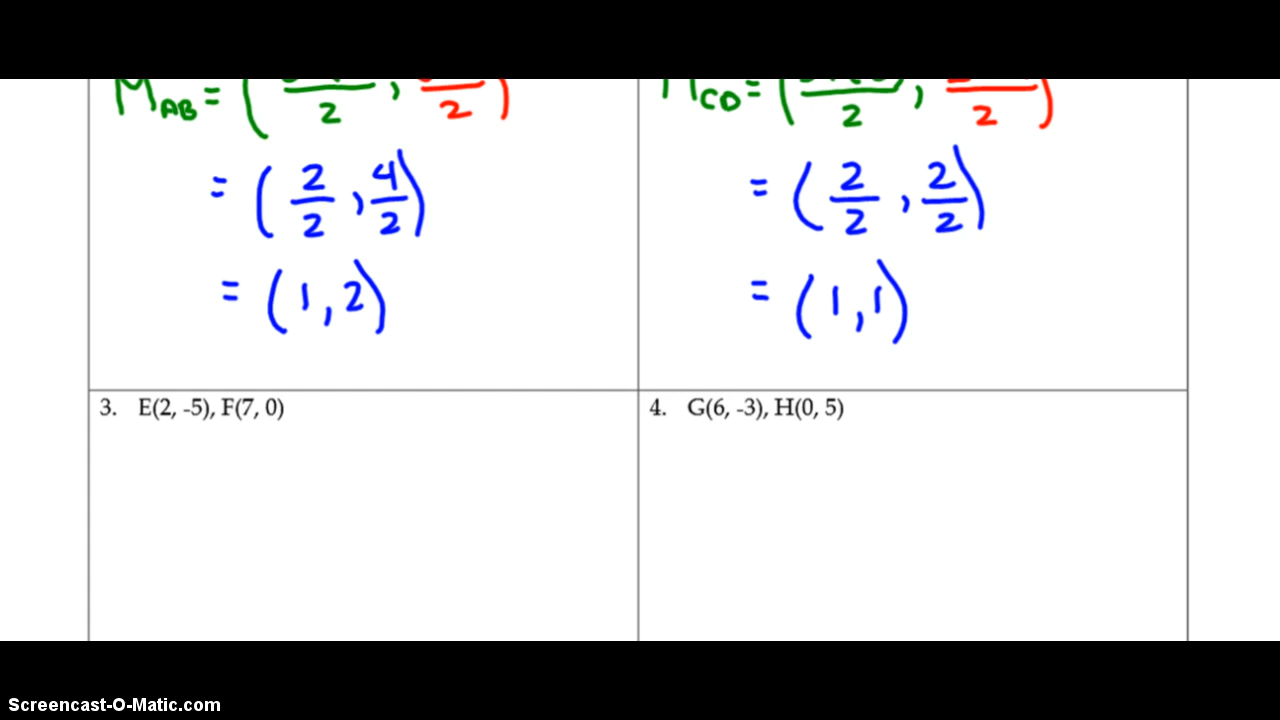 M_AB = ( /2 , /2 )
= ( 2/2 , 4/2 )
= ( 1 , 2 )
M_CD = ( /2 , /2 )
= ( 2/2 , 2/2 )
= ( 1 , 1 )
3. E(2, -5), F(7, 0)
4. G(6, -3), H(0, 5)
Screencast-O-Matic.com